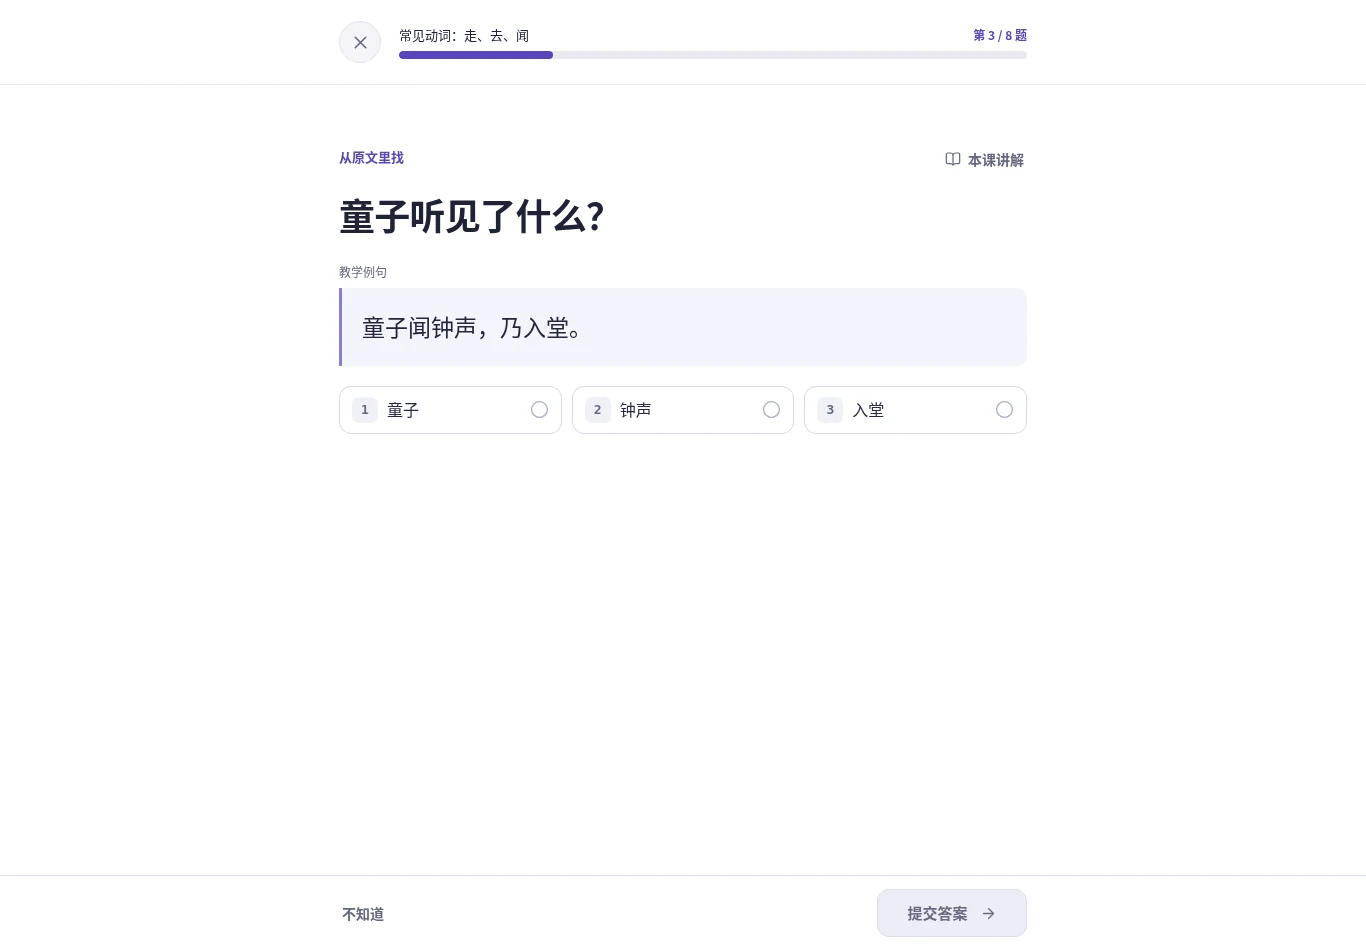 常见动词：走、去、闻
第 3 / 8 题
从原文里找
本课讲解
童子听见了什么？
教学例句
童子闻钟声，乃入堂。
1 童子
2 钟声
3 入堂
不知道
提交答案